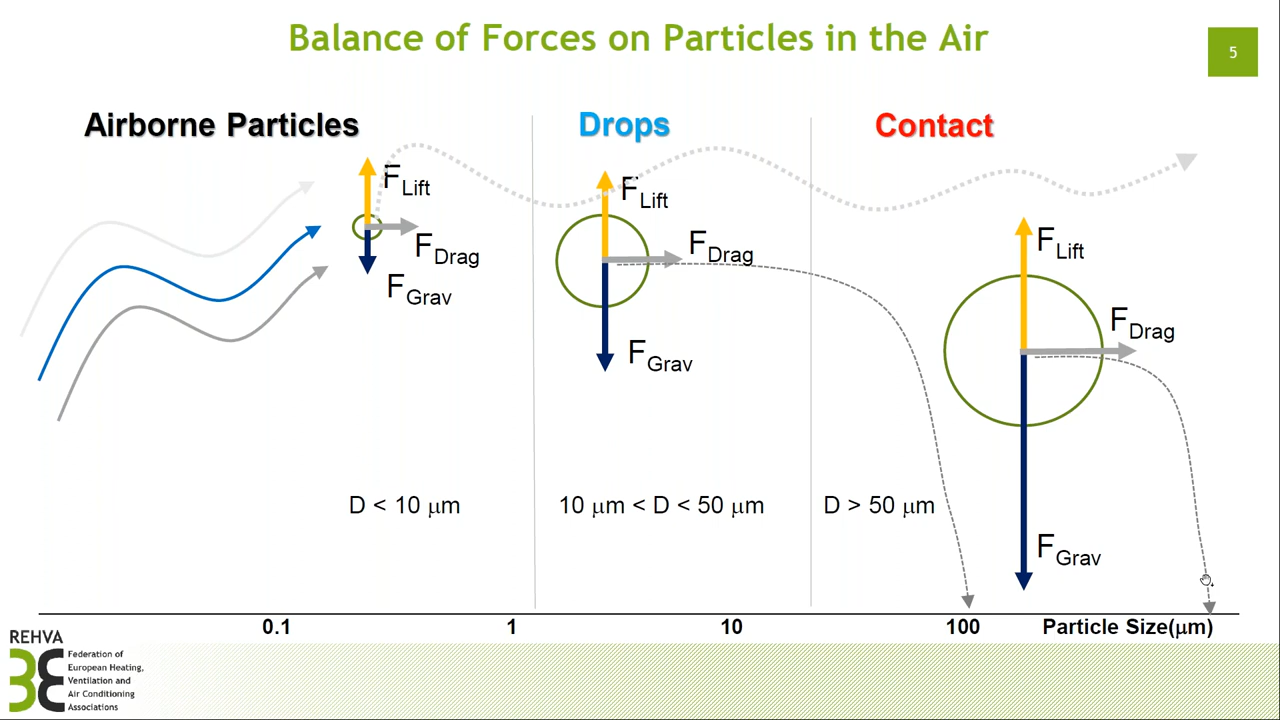 Balance of Forces on Particles in the Air
5
Airborne Particles
Drops
Contact
F Lift
F Drag
F Grav
F Lift
F Drag
F Grav
F Lift
F Drag
F Grav
D < 10 μm
10 μm < D < 50 μm
D > 50 μm
0.1
1
10
100
Particle Size(μm)
REHVA
Federation of
European Heating,
Ventilation and
Air Conditioning
Associations